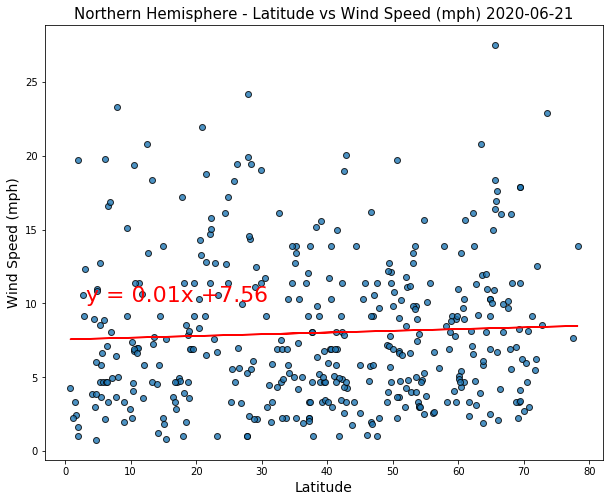 Northern Hemisphere - Latitude vs Wind Speed (mph) 2020-06-21
25
20
15
10
5
0
Wind Speed (mph)
y = 0.01x +7.56
0 10 20 30 40 50 60 70 80
Latitude